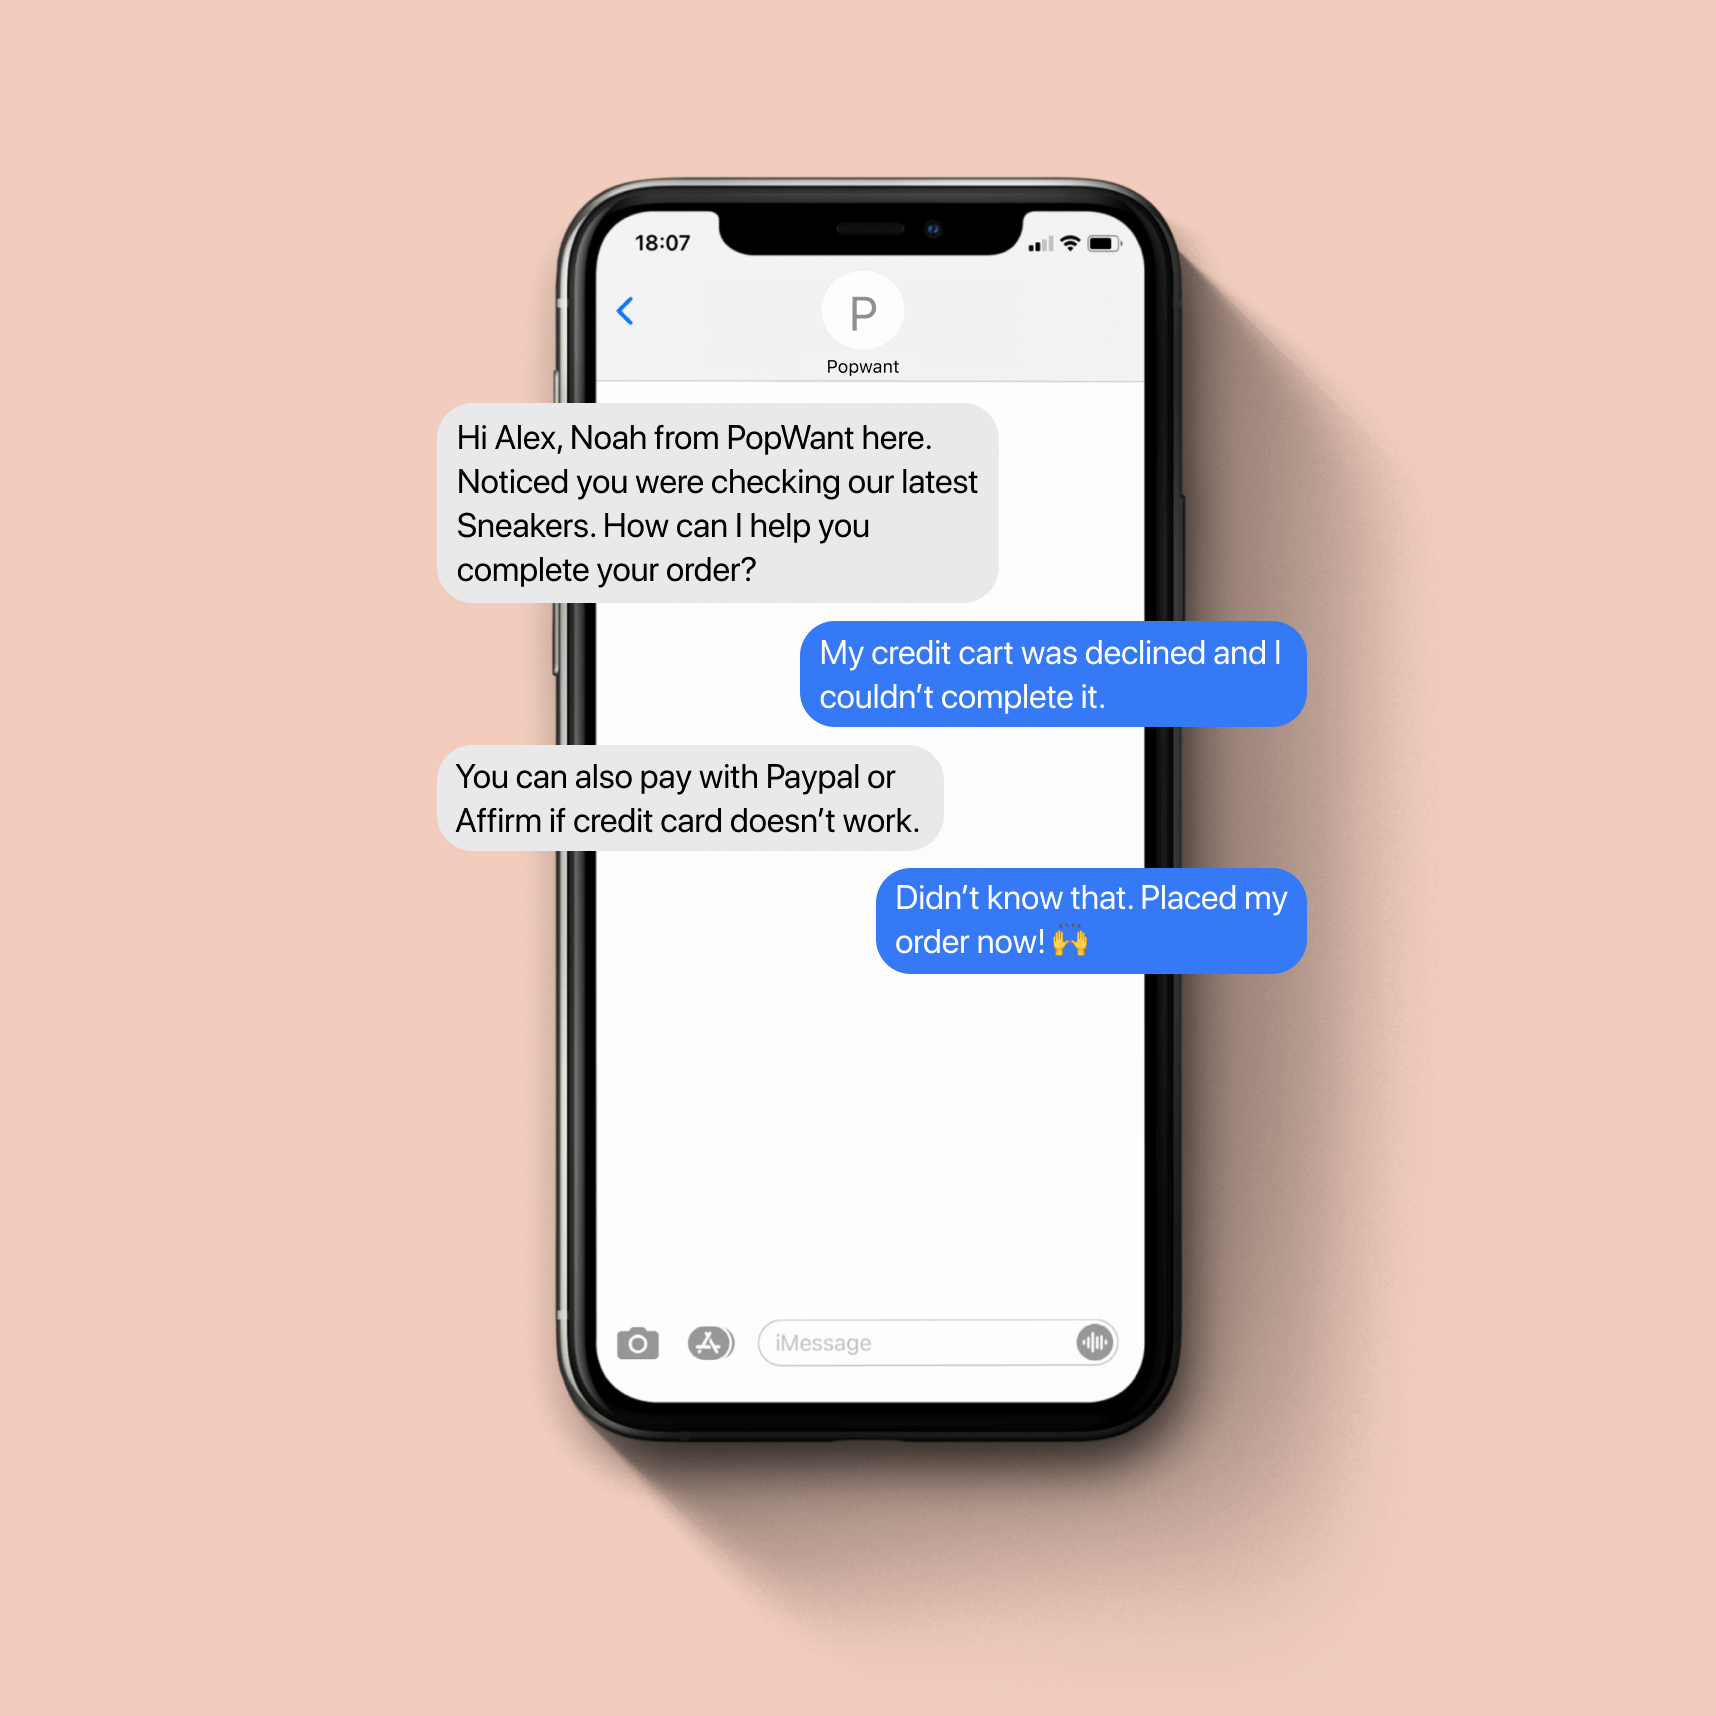 18:07
P
Popwant
Hi Alex, Noah from PopWant here.
Noticed you were checking our latest
Sneakers. How can I help you
complete your order?
My credit cart was declined and I
couldn’t complete it.
You can also pay with Paypal or
Affirm if credit card doesn’t work.
Didn’t know that. Placed my
order now! 🙌
iMessage